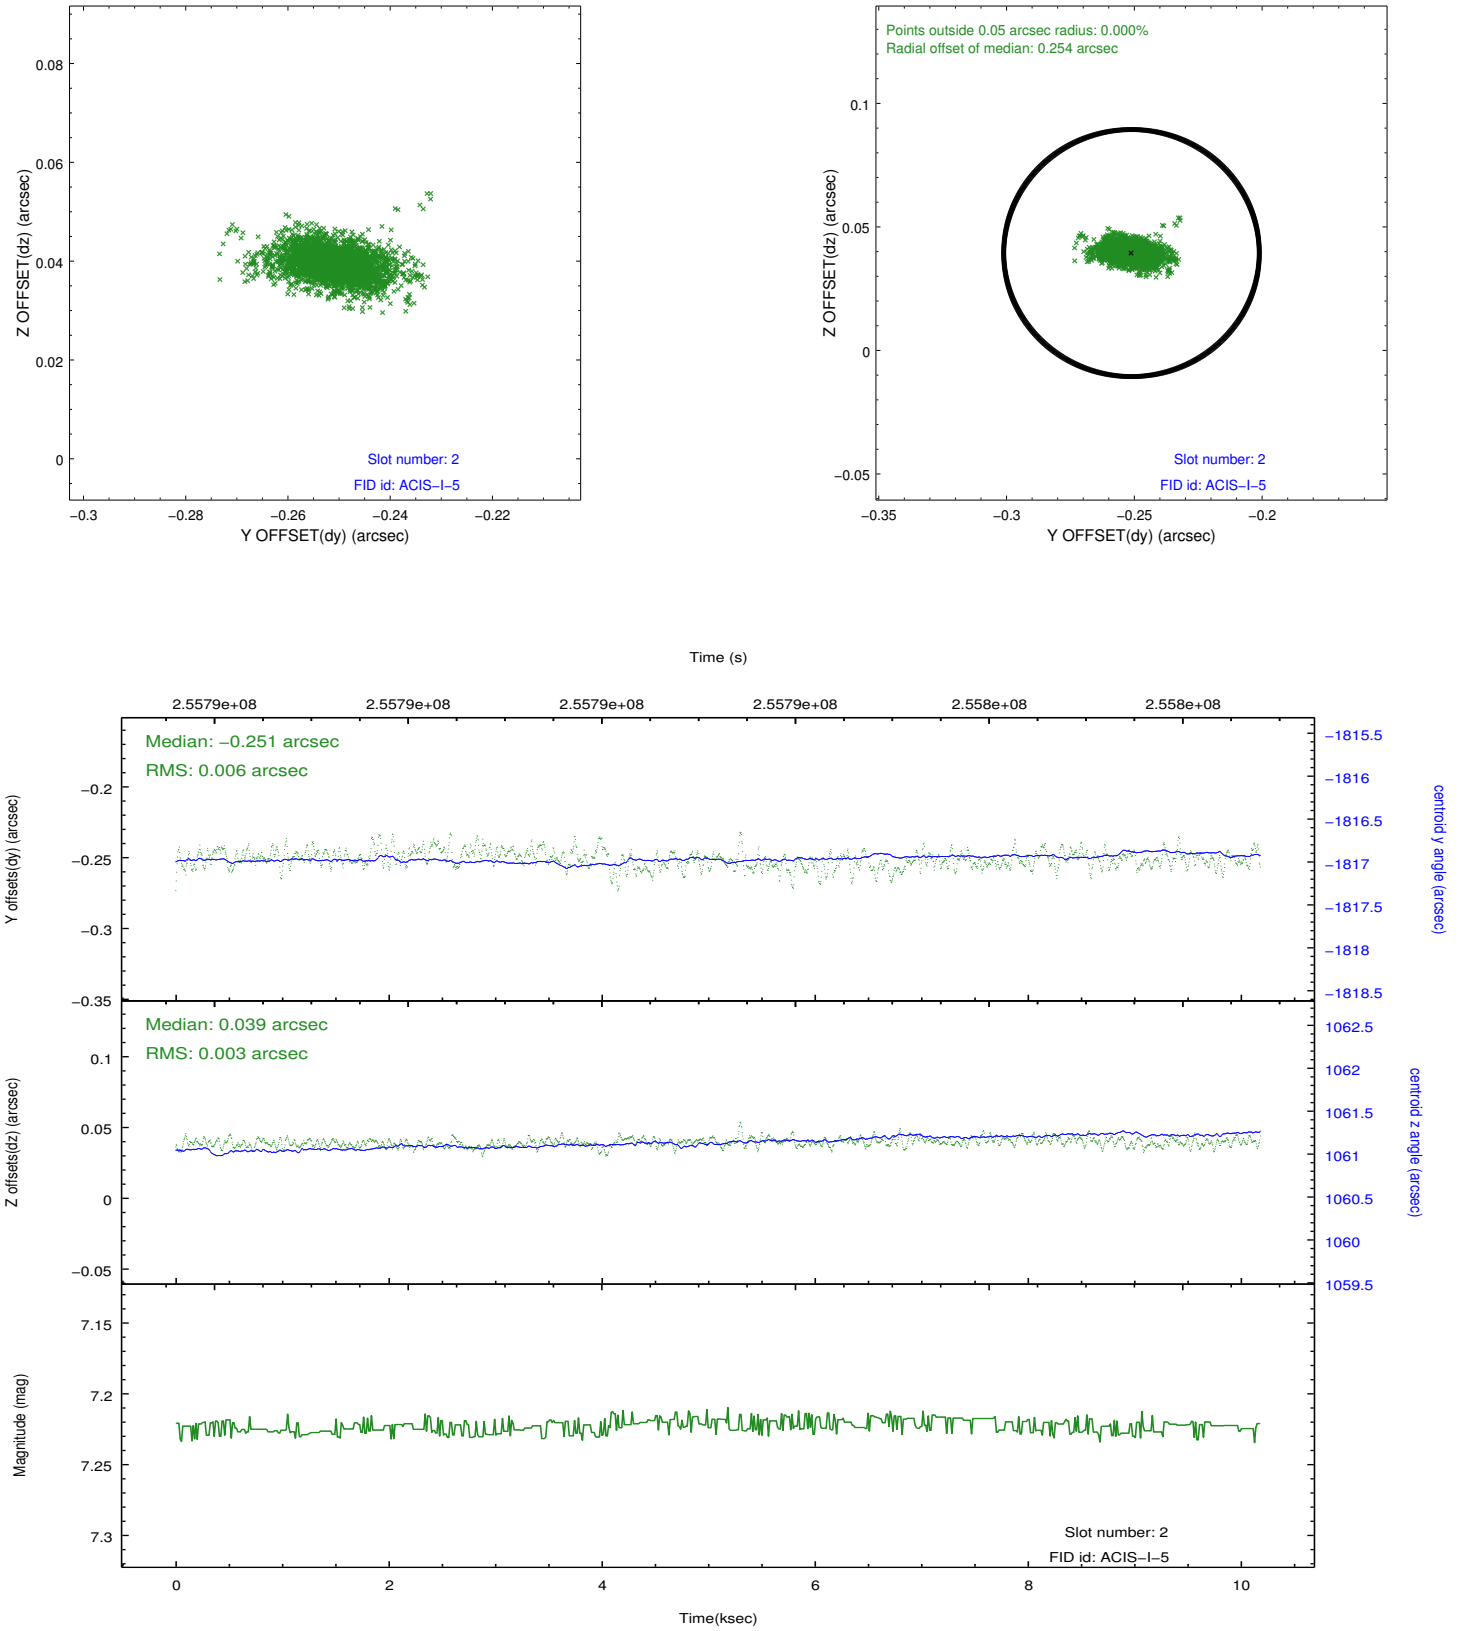 0.08
0.06
0.04
0.02
0
Z OFFSET(dz) (arcsec)
Slot number: 2
FID id: ACIS−I−5
−0.3
−0.28
−0.26
−0.24
−0.22
Y OFFSET(dy) (arcsec)
Points outside 0.05 arcsec radius: 0.000%
Radial offset of median: 0.254 arcsec
0.1
0.05
0
−0.05
Z OFFSET(dz) (arcsec)
Slot number: 2
FID id: ACIS−I−5
−0.35
−0.3
−0.25
−0.2
Y OFFSET(dy) (arcsec)
Time (s)
2.5579e+08
2.5579e+08
2.5579e+08
2.5579e+08
2.558e+08
2.558e+08
Median: −0.251 arcsec
RMS: 0.006 arcsec
−0.2
−0.25
−0.3
−0.35
Y offsets(dy) (arcsec)
−1815.5
−1816
−1816.5
−1817
−1817.5
−1818
−1818.5
centroid y angle (arcsec)
Median: 0.039 arcsec
RMS: 0.003 arcsec
0.1
0.05
0
−0.05
Z offsets(dz) (arcsec)
1062.5
1062
1061.5
1061
1060.5
1060
1059.5
centroid z angle (arcsec)
7.15
7.2
7.25
7.3
Magnitude (mag)
Slot number: 2
FID id: ACIS−I−5
0
2
4
6
8
10
Time(ksec)